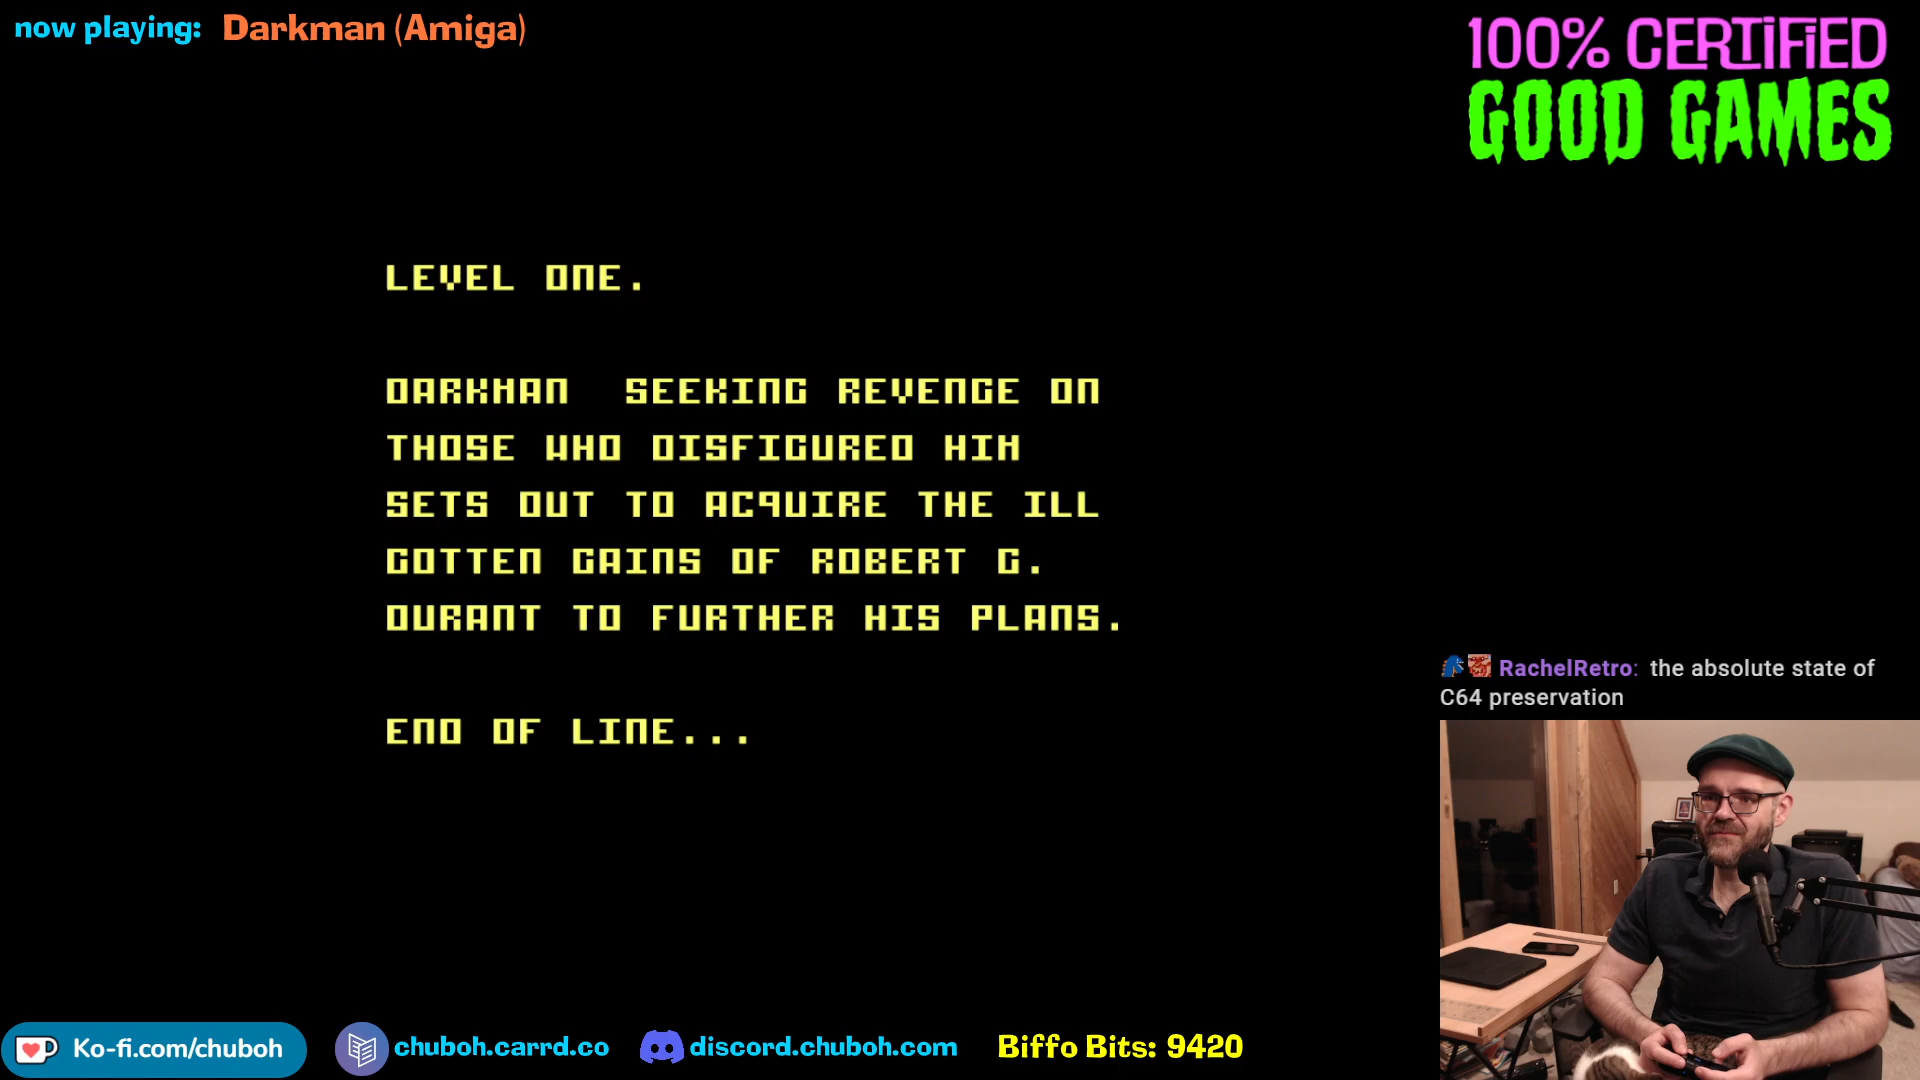 now playing: Darkman (Amiga)
100% CERTiFiED
GOOD GAMES
LEVEL ONE.
DARKMAN  SEEKING REVENGE ON
THOSE WHO DISFIGURED HIM
SETS OUT TO ACQUIRE THE ILL
GOTTEN GAINS OF ROBERT G.
DURANT TO FURTHER HIS PLANS.
END OF LINE...
RachelRetro: the absolute state of
C64 preservation
Ko-fi.com/chuboh
chuboh.carrd.co
discord.chuboh.com
Biffo Bits: 9420